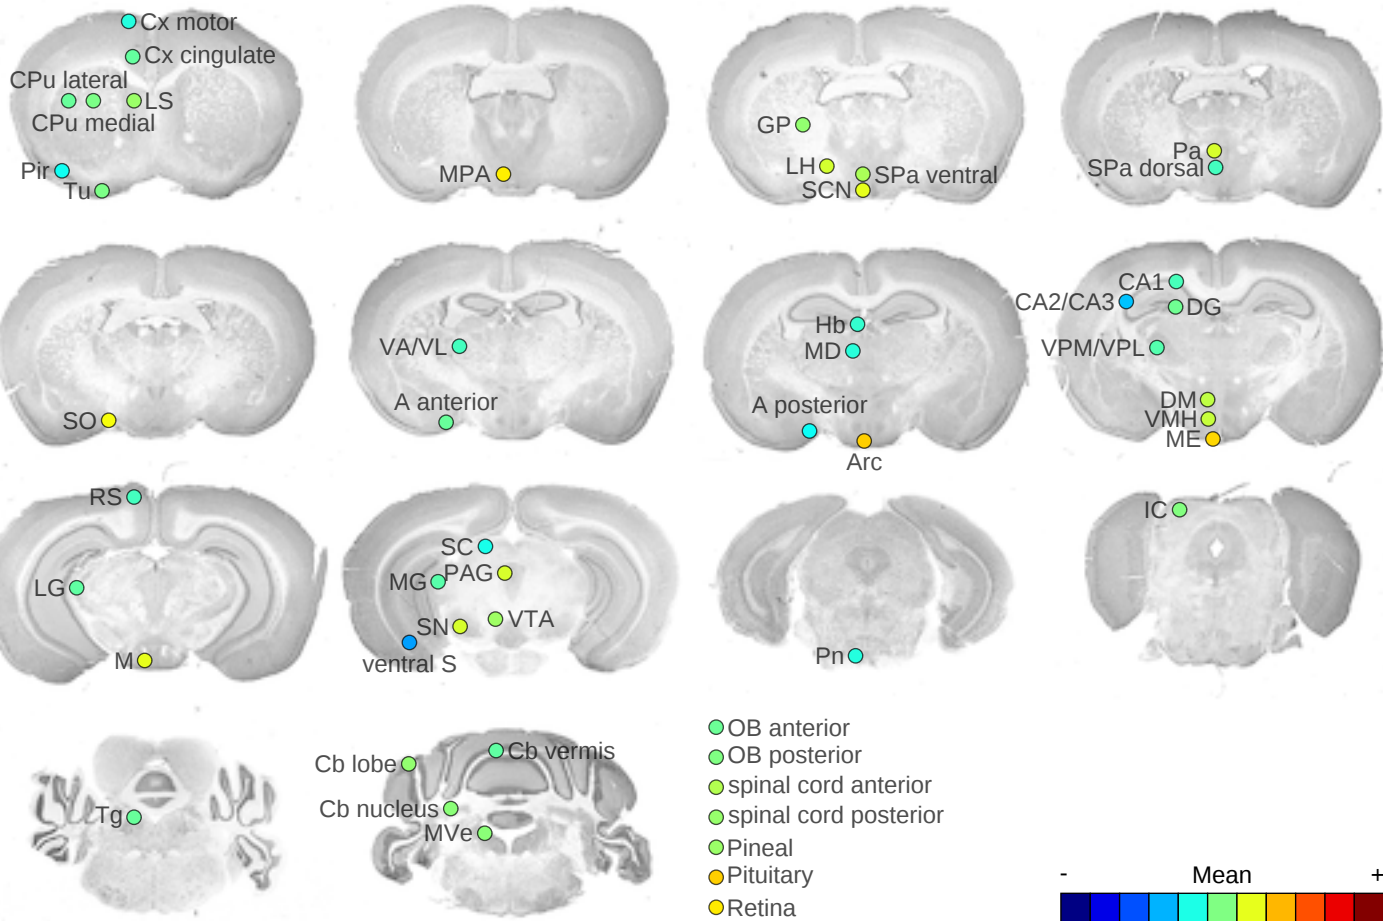 Cx motor
Cx cingulate
CPu lateral
LS
CPu medial
Pir
Tu
MPA
GP
LH
SPa ventral
SCN
Pa
SPa dorsal
SO
VA/VL
A anterior
Hb
MD
A posterior
Arc
CA1
CA2/CA3
DG
VPM/VPL
DM
VMH
ME
RS
LG
M
SC
MG
PAG
SN
VTA
ventral S
Pn
IC
Tg
Cb lobe
Cb vermis
Cb nucleus
MVe
OB anterior
OB posterior
spinal cord anterior
spinal cord posterior
Pineal
Pituitary
Retina
- Mean +